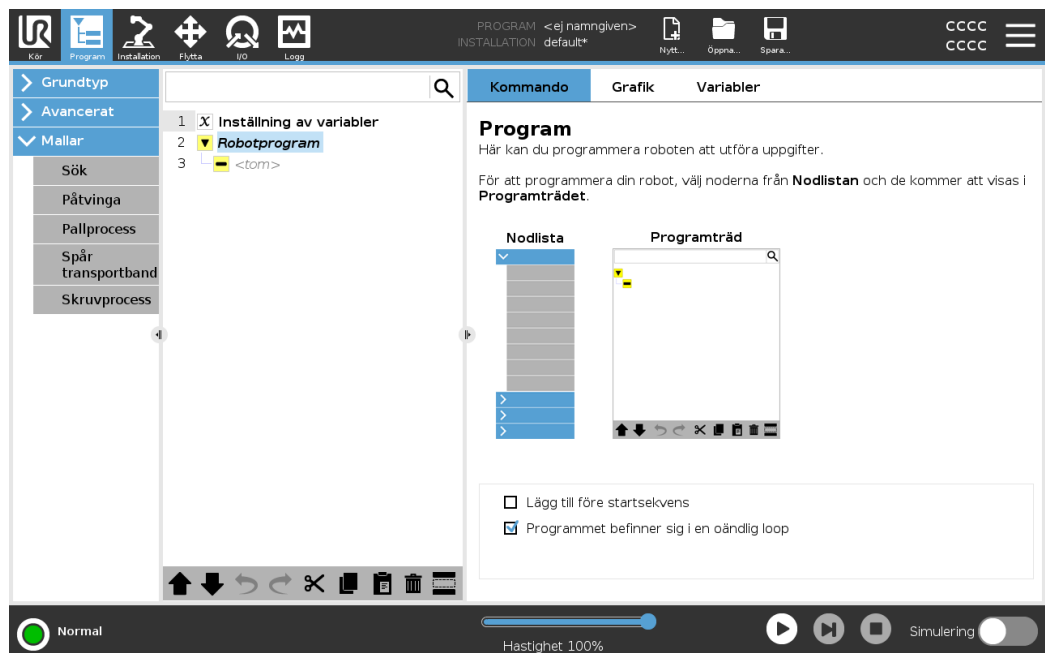 PROGRAM <ej namngiven>
INSTALLATION default*
UR
Kör
Program
Installation
Flytta
I/O
Logg
Nytt...
Öppna...
Spara...
CCCC
CCCC
Grundtyp
Avancerat
Mallar
Sök
Påtvinga
Pallprocess
Spår
transportband
Skruvprocess
1 X Inställning av variabler
2 Robotprogram
3 <tom>
Kommando Grafik Variabler
Program
Här kan du programmera roboten att utföra uppgifter.
För att programmera din robot, välj noderna från Nodlistan och de kommer att visas i
Programträdet.
Nodlista Programträd
Lägg till före startsekvens
Programmet befinner sig i en oändlig loop
Normal
Hastighet 100%
Simulering